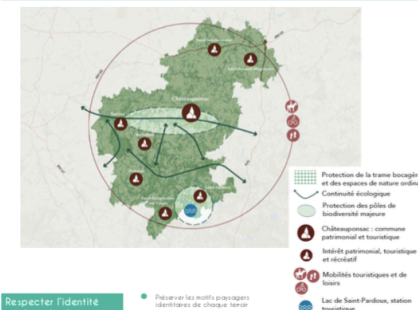 Châteauponsac
Protection de la trame bocagère
et des espaces de nature ordina
Continuité écologique
Protection des pôles de
biodiversité majeure
Châteauponsac : commune
patrimonial et touristique
Intérêt patrimonial, touristique
et récréatif
Mobilités touristiques et de
loisirs
Lac de Saint-Pardoux, station
touristique
Respecter l'identité
Préserver les motifs paysagers
identitaires de chaque terroir